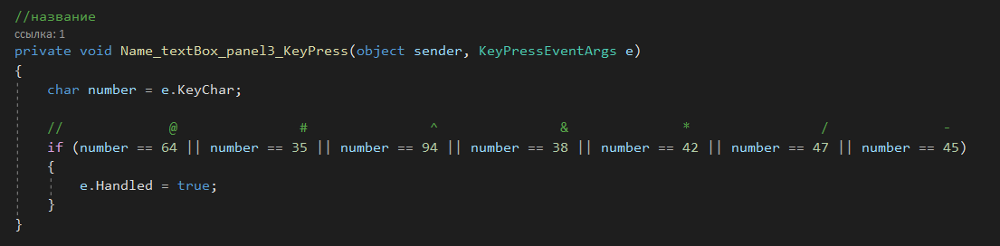 //название
ссылка: 1
private void Name_textBox_panel3_KeyPress(object sender, KeyPressEventArgs e)
{
char number = e.KeyChar;
// @ # ^ & * / -
if (number == 64 || number == 35 || number == 94 || number == 38 || number == 42 || number == 47 || number == 45)
{
e.Handled = true;
}
}